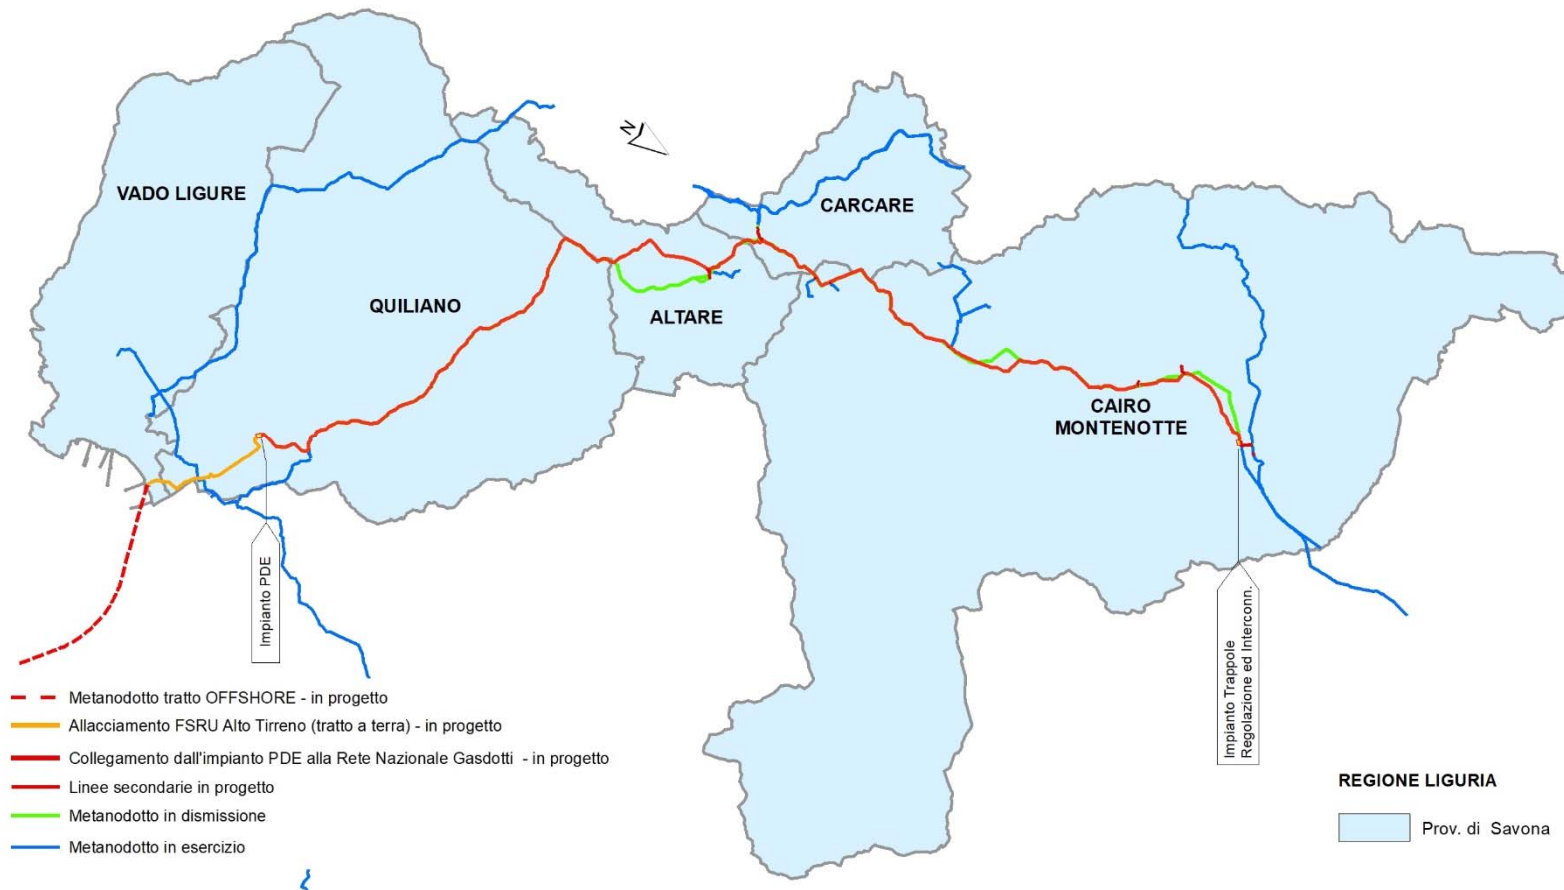 N
VADO LIGURE
CARCARE
QUILIANO
ALTARE
CAIRO
MONTENOTTE
Impianto PDE
Impianto Trappole
Regolazione ed Interconn.
Metanodotto tratto OFFSHORE - in progetto
Allacciamento FSRU Alto Tirreno (tratto a terra) - in progetto
Collegamento dall'impianto PDE alla Rete Nazionale Gasdotti - in progetto
Linee secondarie in progetto
Metanodotto in dismissione
Metanodotto in esercizio
REGIONE LIGURIA
Prov. di Savona